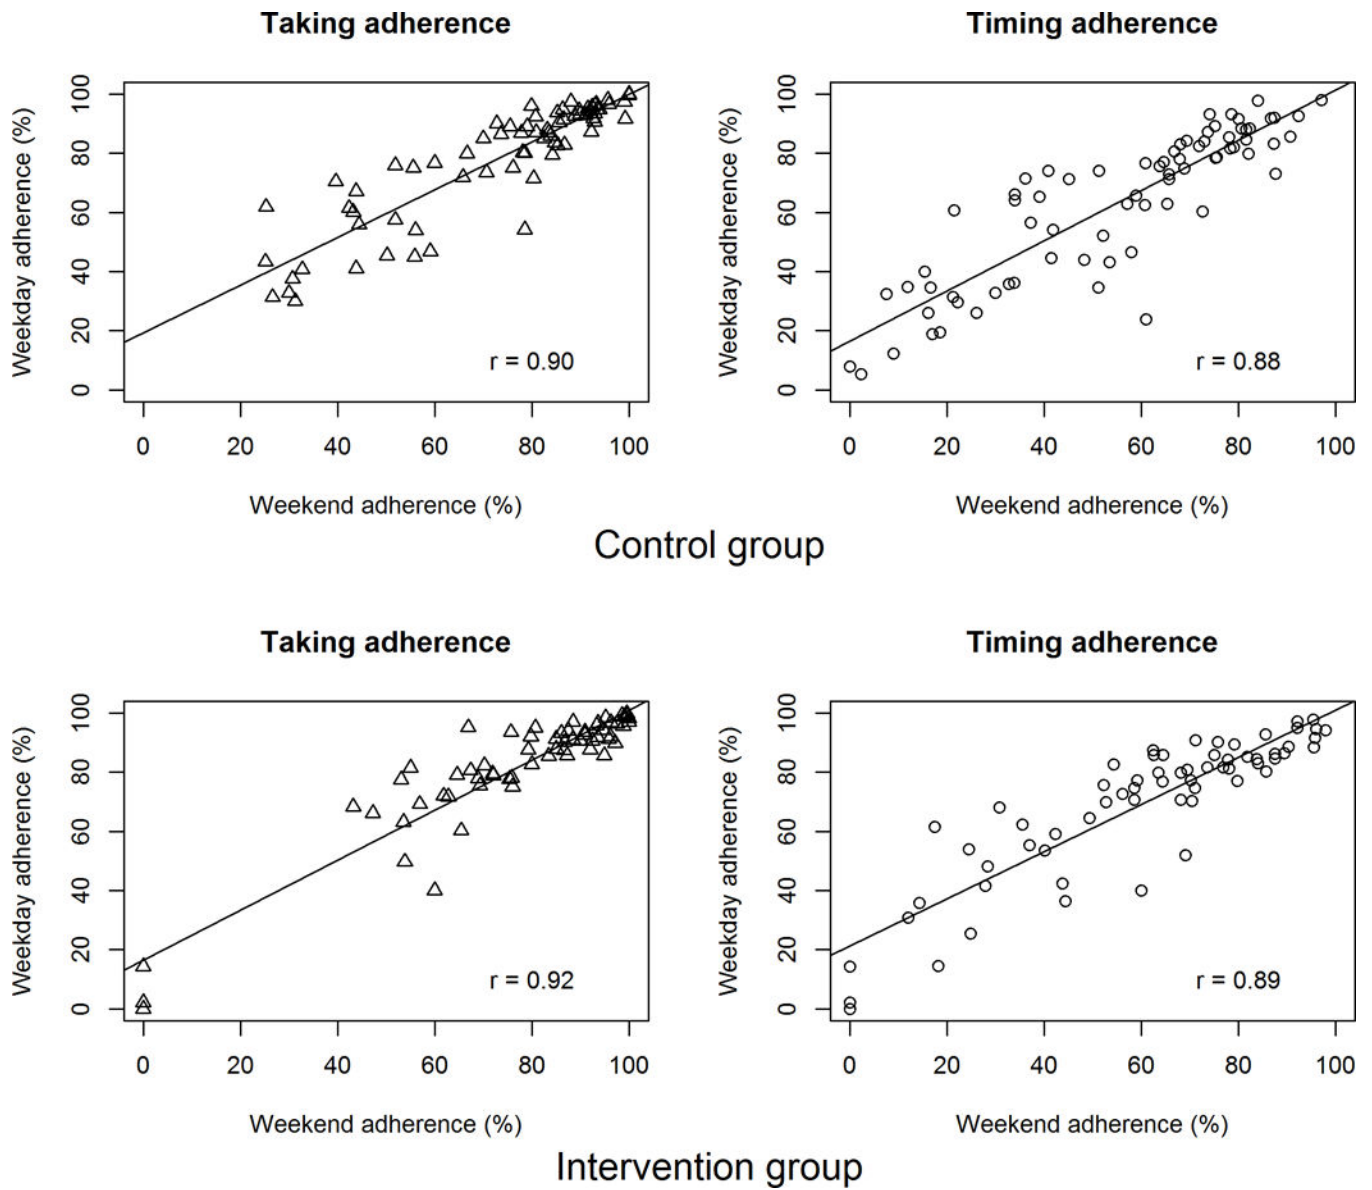 Taking adherence
Timing adherence
Weekday adherence (%)
0 20 40 60 80 100
r = 0.90
0 20 40 60 80 100
Weekend adherence (%)
Weekday adherence (%)
0 20 40 60 80 100
r = 0.88
0 20 40 60 80 100
Weekend adherence (%)
Control group
Taking adherence
Timing adherence
Weekday adherence (%)
0 20 40 60 80 100
r = 0.92
0 20 40 60 80 100
Weekend adherence (%)
Weekday adherence (%)
0 20 40 60 80 100
r = 0.89
0 20 40 60 80 100
Weekend adherence (%)
Intervention group